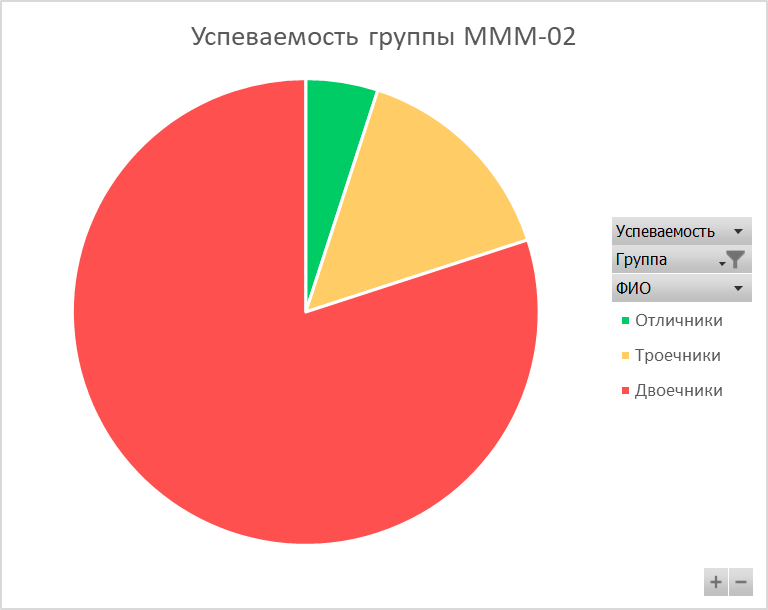 Успеваемость группы МММ-02
Успеваемость
Группа
ФИО
Отличники
Троечники
Двоечники
+ −